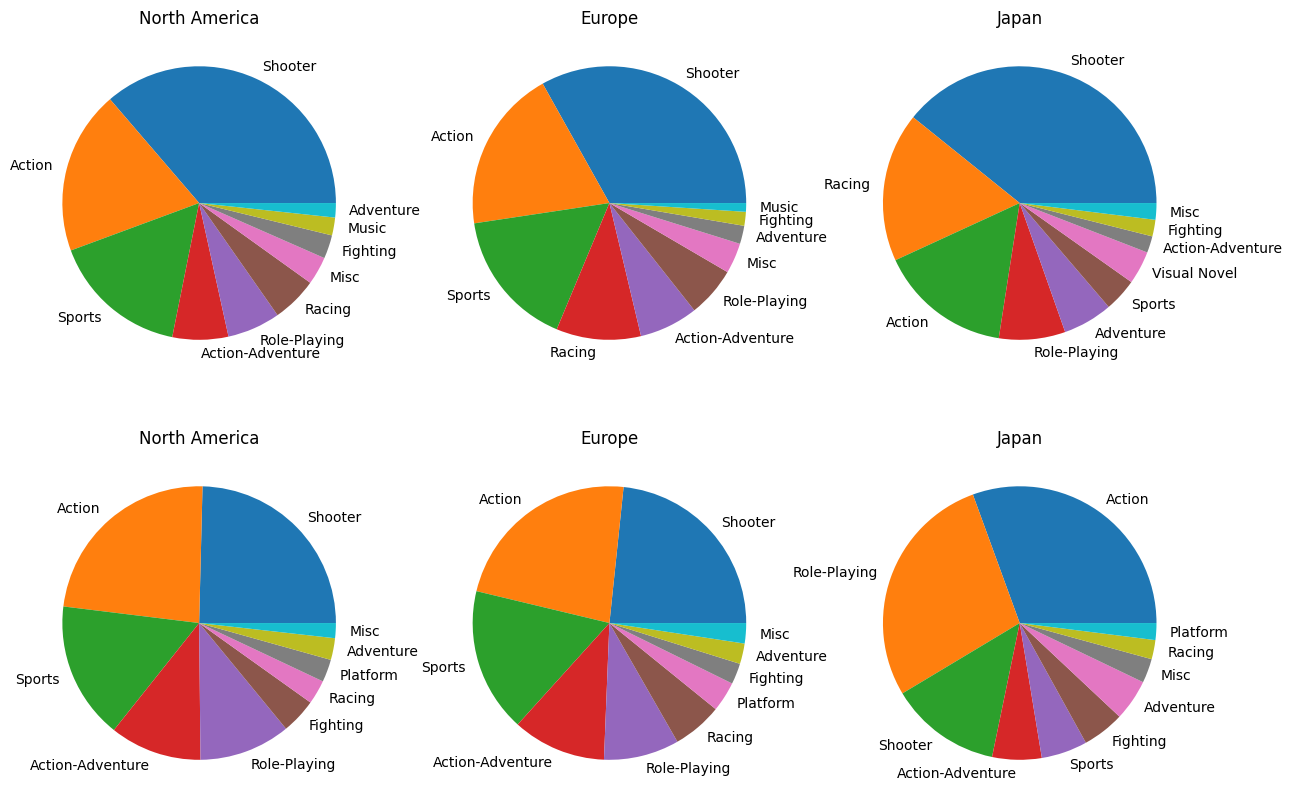 North America
Shooter
Action
Sports
Action-Adventure
Role-Playing
Racing
Misc
Fighting
Music
Adventure
Europe
Shooter
Action
Sports
Racing
Action-Adventure
Role-Playing
Misc
Adventure
Fighting
Music
Japan
Shooter
Racing
Action
Role-Playing
Adventure
Sports
Visual Novel
Action-Adventure
Fighting
Misc
North America
Shooter
Action
Sports
Action-Adventure
Role-Playing
Fighting
Racing
Platform
Adventure
Misc
Europe
Shooter
Action
Sports
Action-Adventure
Role-Playing
Racing
Platform
Fighting
Adventure
Misc
Japan
Action
Role-Playing
Shooter
Action-Adventure
Sports
Fighting
Adventure
Misc
Racing
Platform